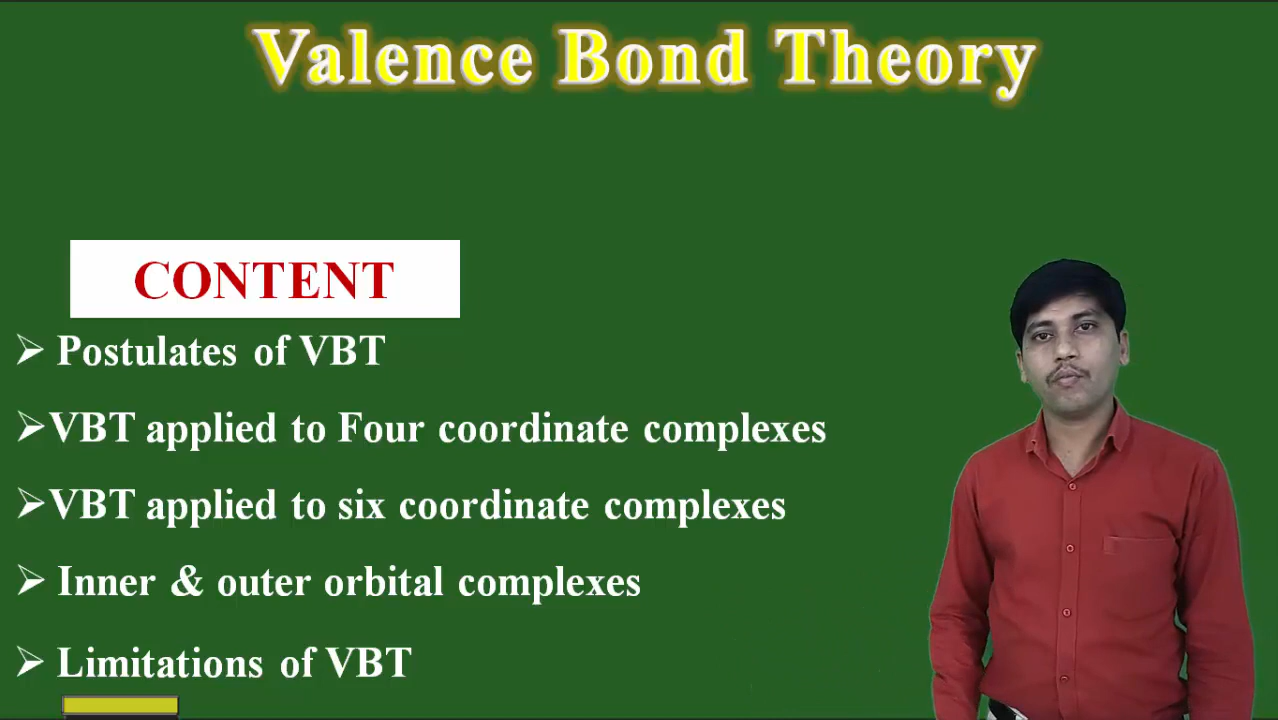 Valence Bond Theory
CONTENT
➢ Postulates of VBT
➢VBT applied to Four coordinate complexes
➢VBT applied to six coordinate complexes
➢ Inner & outer orbital complexes
➢ Limitations of VBT